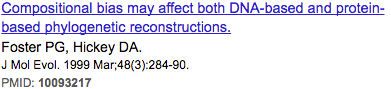 Compositional bias may affect both DNA-based and protein-
based phylogenetic reconstructions.
Foster PG, Hickey DA.
J Mol Evol. 1999 Mar;48(3):284-90.
PMID: 10093217